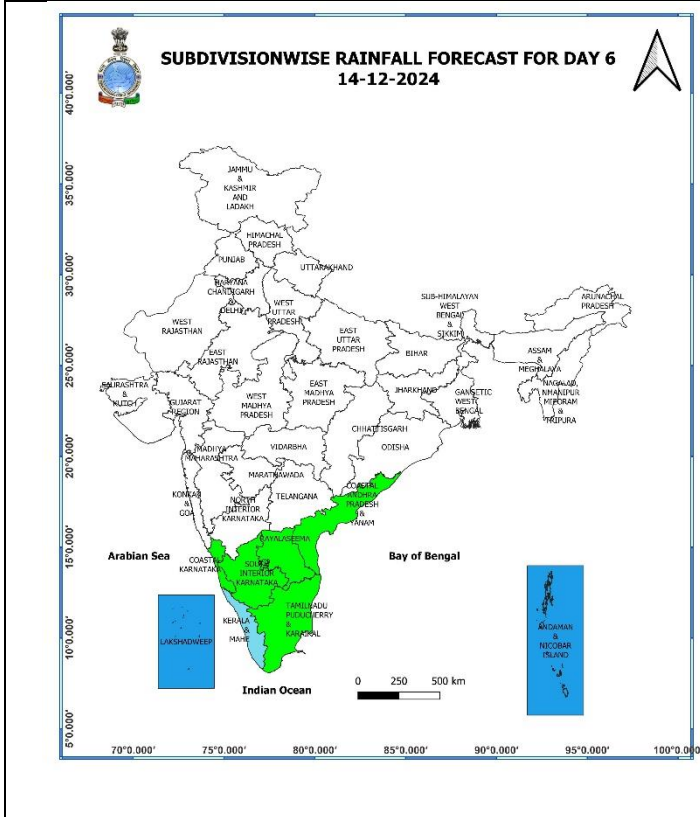 SUBDIVISIONWISE RAINFALL FORECAST FOR DAY 6
14-12-2024
40°0.000'
35°0.000'
30°0.000'
25°0.000'
20°0.000'
15°0.000'
10°0.000'
5°0.000'
JAMMU
&
KASHMIR
AND
LADAKH
HIMACHAL
PRADESH
PUNJAB
UTTARAKHAND
HARYANA
CHANDIGARH
&
DELHI
WEST
UTTAR
PRADESH
SUB-HIMALAYAN
WEST
BENGAL
&
SIKKIM
ARUNACHAL
PRADESH
WEST
RAJASTHAN
EAST
RAJASTHAN
EAST
UTTAR
PRADESH
BIHAR
ASSAM
&
MEGHALAYA
SAURASHTRA
&
KUTCH
GUJARAT
REGION
WEST
MADHYA
PRADESH
EAST
MADHYA
PRADESH
JHARKHAND
GANGETIC
WEST
BENGAL
NAGALAD,
MANIPUR
MIZORAM
&
TRIPURA
CHHATTISGARH
ODISHA
MADHYA
MAHARASHTRA
VIDARBHA
MARATHAWADA
KONKAN
&
GOA
NORTH
INTERIOR
KARNATAKA
TELANGANA
COASTAL
ANDHRA
PRADESH
&
YANAM
RAYALASEEMA
Arabian Sea
Bay of Bengal
COASTAL
KARNATAKA
SOUTH
INTERIOR
KARNATAKA
TAMILNADU
PUDUCHERRY
&
KARAIKAL
KERALA
&
MAHE
LAKSHADWEEP
ANDAMAN
&
NICOBAR
ISLAND
Indian Ocean
0 250 500 km
70°0.000' 75°0.000' 80°0.000' 85°0.000' 90°0.000' 95°0.000' 100°0.000'